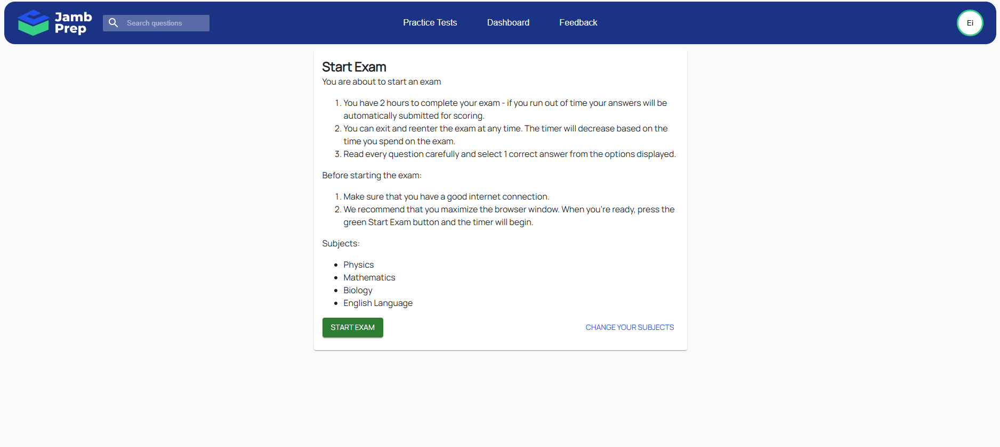 Jamb
Prep
Search questions
Practice Tests
Dashboard
Feedback
Ei
Start Exam
You are about to start an exam
1. You have 2 hours to complete your exam - if you run out of time your answers will be
automatically submitted for scoring.
2. You can exit and reenter the exam at any time. The timer will decrease based on the
time you spend on the exam.
3. Read every question carefully and select 1 correct answer from the options displayed.
Before starting the exam:
1. Make sure that you have a good internet connection.
2. We recommend that you maximize the browser window. When you're ready, press the
green Start Exam button and the timer will begin.
Subjects:
• Physics
• Mathematics
• Biology
• English Language
START EXAM
CHANGE YOUR SUBJECTS